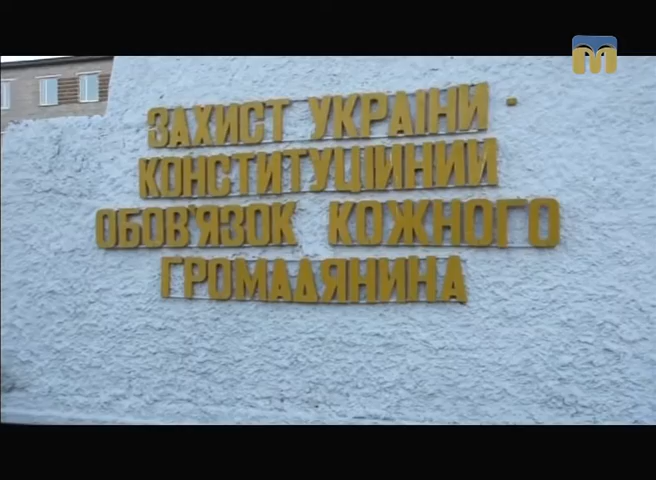 ЗАХИСТ УКРАЇНИ -
КОНСТИТУЦІЙНИЙ
ОБОВ'ЯЗОК КОЖНОГО
ГРОМАДЯНИНА